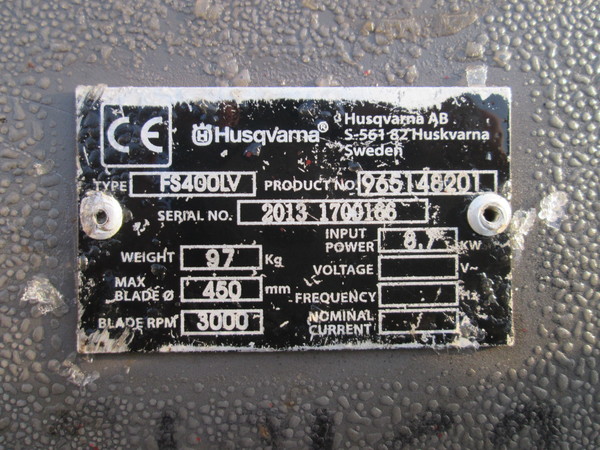 CE Husqvarna® Husqvarna AB
S-561 82 Huskvarna
Sweden
TYPE FS400LV PRODUCT NO. 965148201
SERIAL NO. 2013 1700166
WEIGHT 97 Kg
MAX BLADE Ø 450 mm
BLADE RPM 3000
INPUT POWER 8.7 KW
VOLTAGE V~
FREQUENCY Hz
NOMINAL CURRENT